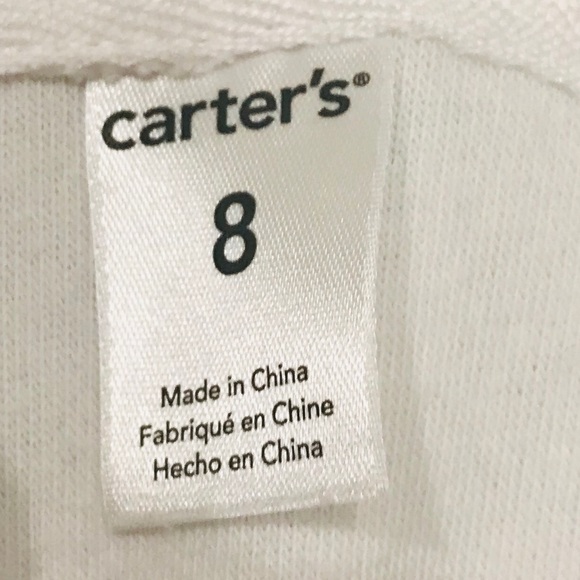 carter's®
8
Made in China
Fabriqué en Chine
Hecho en China